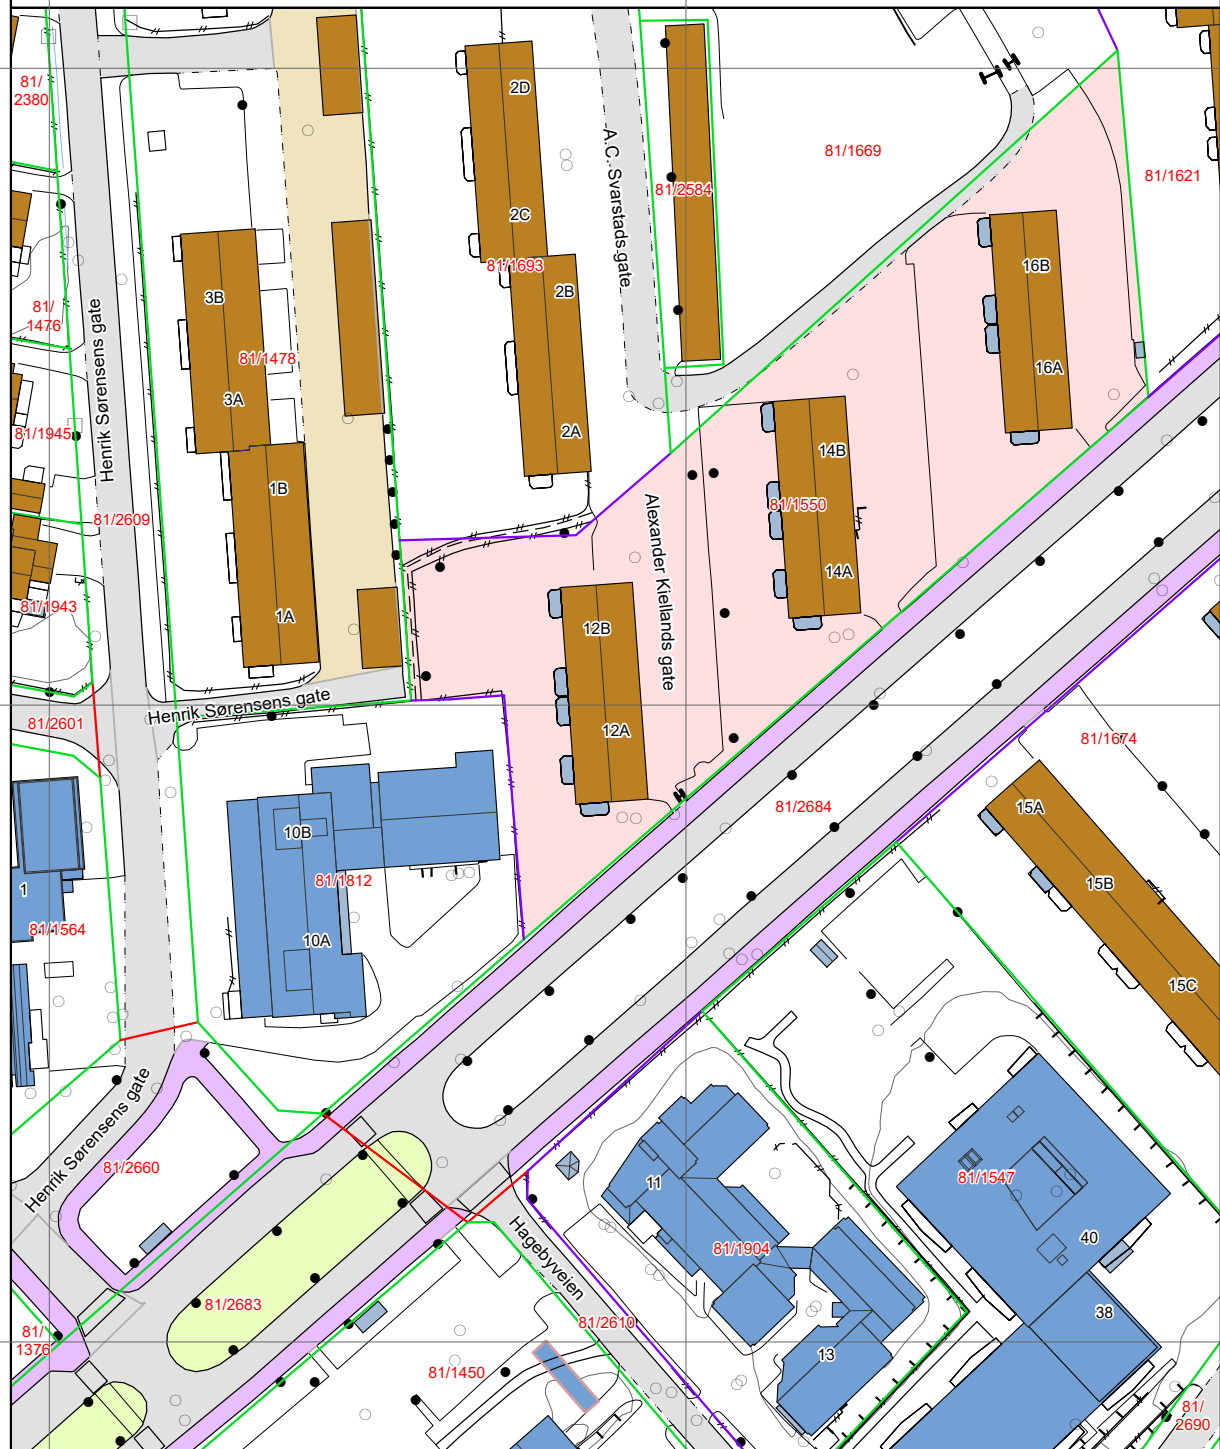 81/
2380
2D
81/1669
81/1621
A.C. Svarstads gate
81/2584
2C
81/1693
16B
2B
3B
81/
1476
Henrik Sørensens gate
81/1478
16A
3A
81/1945
2A
14B
1B
81/1550
81/2609
Alexander Kiellands gate
14A
81/1943
1A
12B
Henrik Sørensens gate
81/2601
12A
81/1674
81/2684
15A
10B
81/1812
15B
1
81/1564
10A
15C
Henrik Sørensens gate
81/2660
11
81/1547
40
81/1904
Hagebyveien
81/2683
81/2610
38
81/
1376
13
81/1450
81/
2690